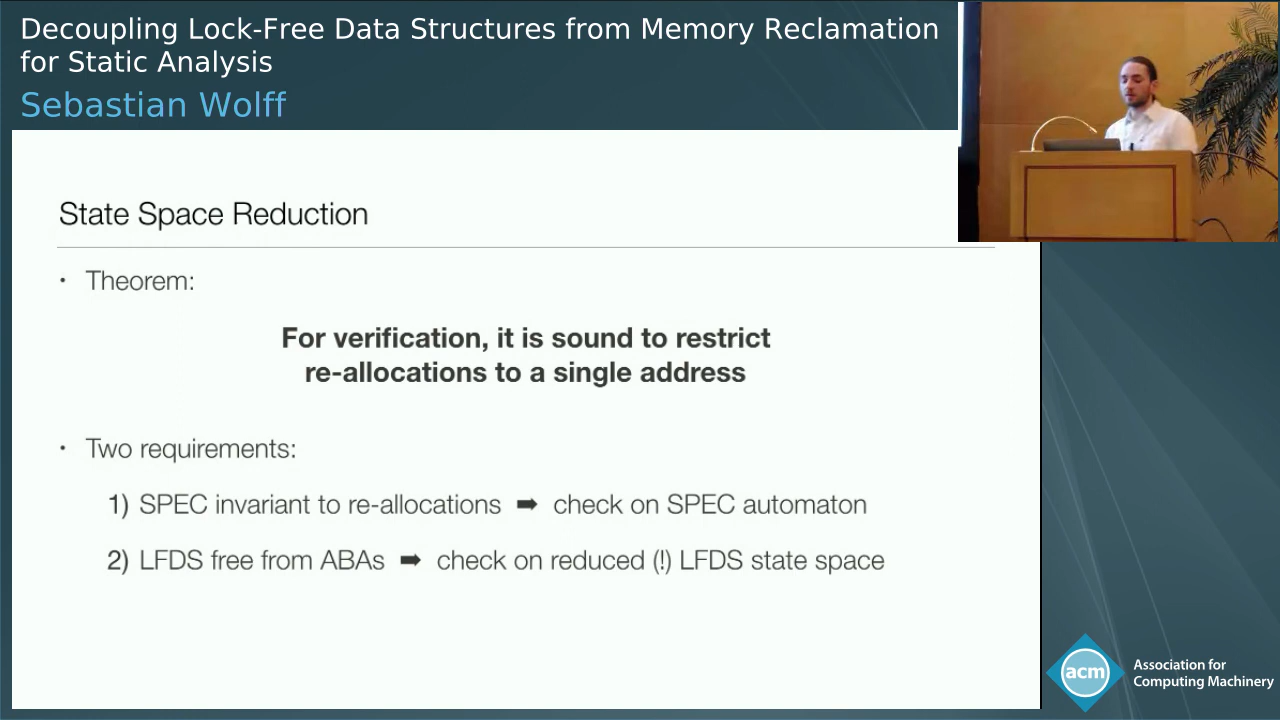 Decoupling Lock-Free Data Structures from Memory Reclamation
for Static Analysis
Sebastian Wolff
State Space Reduction
• Theorem:
For verification, it is sound to restrict
re-allocations to a single address
• Two requirements:
1) SPEC invariant to re-allocations ➡ check on SPEC automaton
2) LFDS free from ABAs ➡ check on reduced (!) LFDS state space
acm
Association for
Computing Machinery